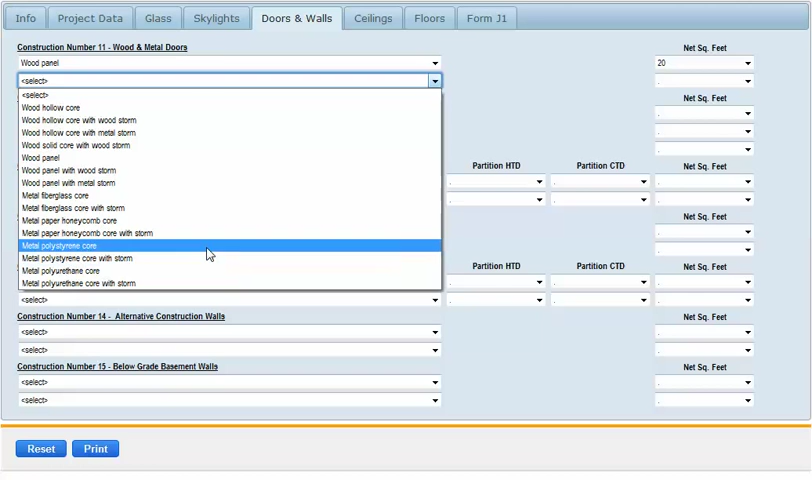 Info Project Data Glass Skylights Doors & Walls Ceilings Floors Form J1
Construction Number 11 - Wood & Metal Doors Net Sq. Feet
Wood panel 20
<select> .
<select>
Net Sq. Feet
Wood hollow core .
Wood hollow core with wood storm
Wood hollow core with metal storm .
Wood solid core with wood storm .
Wood panel
Partition HTD Partition CTD Net Sq. Feet
Wood panel with wood storm
Wood panel with metal storm . . .
Metal fiberglass core . . .
Metal fiberglass core with storm
Net Sq. Feet
Metal paper honeycomb core
Metal paper honeycomb core with storm .
Metal polystyrene core .
Metal polystyrene core with storm
Partition HTD Partition CTD Net Sq. Feet
Metal polyurethane core
Metal polyurethane core with storm . . .
<select> . . .
Construction Number 14 - Alternative Construction Walls Net Sq. Feet
<select> .
<select> .
Construction Number 15 - Below Grade Basement Walls Net Sq. Feet
<select> .
<select> .
Reset Print